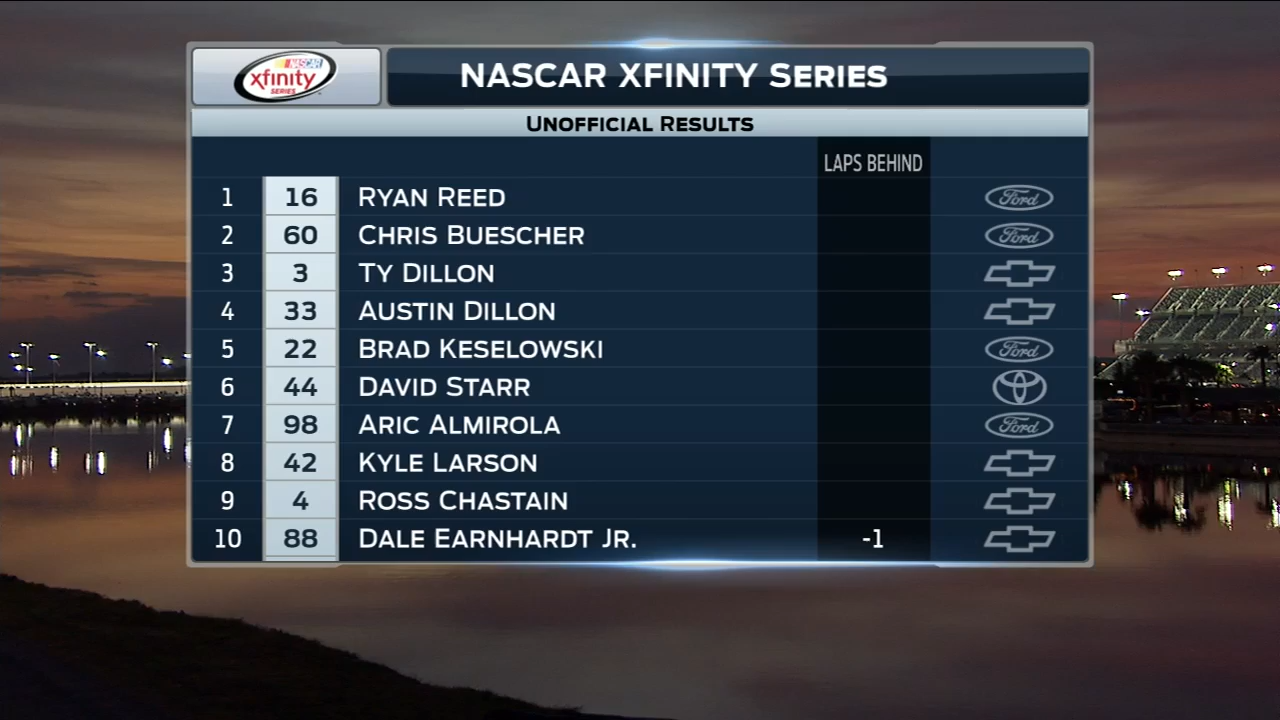 NASCAR
xfinity
SERIES
NASCAR XFINITY SERIES
UNOFFICIAL RESULTS
LAPS BEHIND
1 16 RYAN REED Ford
2 60 CHRIS BUESCHER Ford
3 3 TY DILLON
4 33 AUSTIN DILLON
5 22 BRAD KESELOWSKI Ford
6 44 DAVID STARR
7 98 ARIC ALMIROLA Ford
8 42 KYLE LARSON
9 4 ROSS CHASTAIN
10 88 DALE EARNHARDT JR. -1